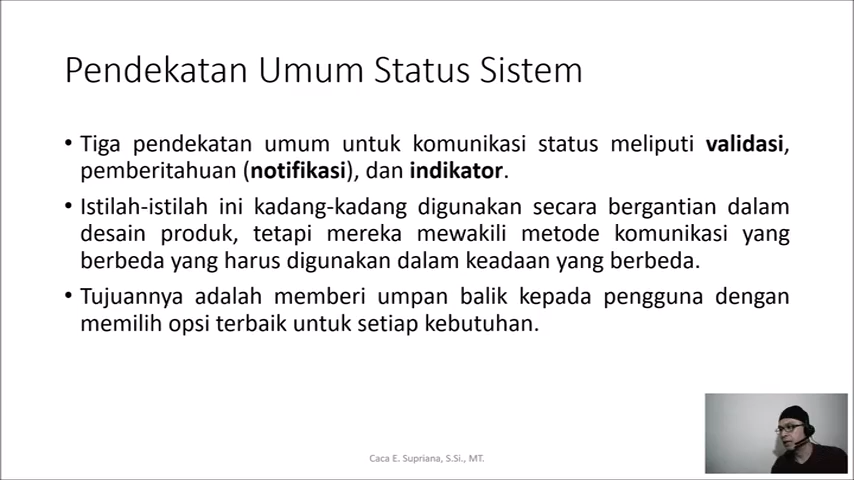 Pendekatan Umum Status Sistem
• Tiga pendekatan umum untuk komunikasi status meliputi validasi,
pemberitahuan (notifikasi), dan indikator.
• Istilah-istilah ini kadang-kadang digunakan secara bergantian dalam
desain produk, tetapi mereka mewakili metode komunikasi yang
berbeda yang harus digunakan dalam keadaan yang berbeda.
• Tujuannya adalah memberi umpan balik kepada pengguna dengan
memilih opsi terbaik untuk setiap kebutuhan.
Caca E. Supriana, S.Si., MT.